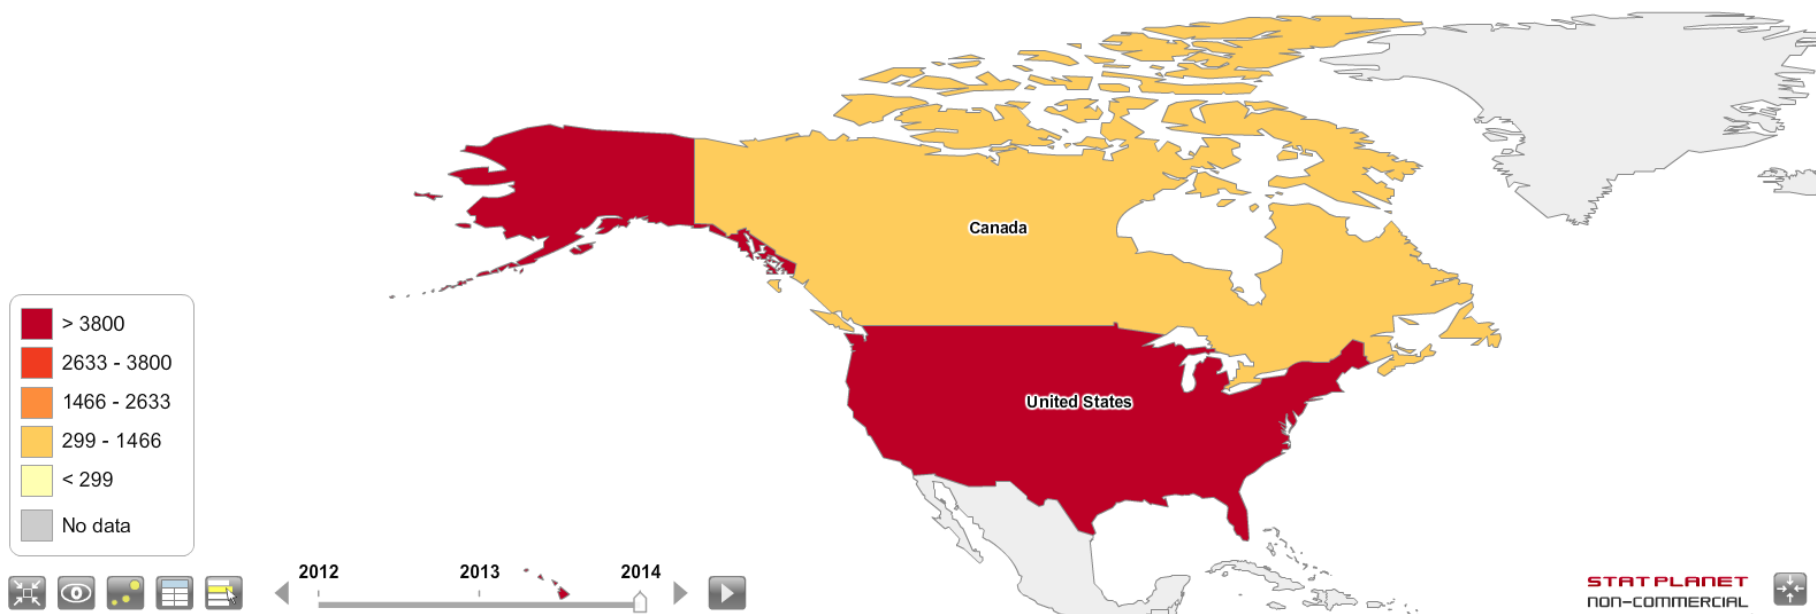 Canada
United States
> 3800
2633 - 3800
1466 - 2633
299 - 1466
< 299
No data
2012
2013
2014
STATPLANET
NON-COMMERCIAL